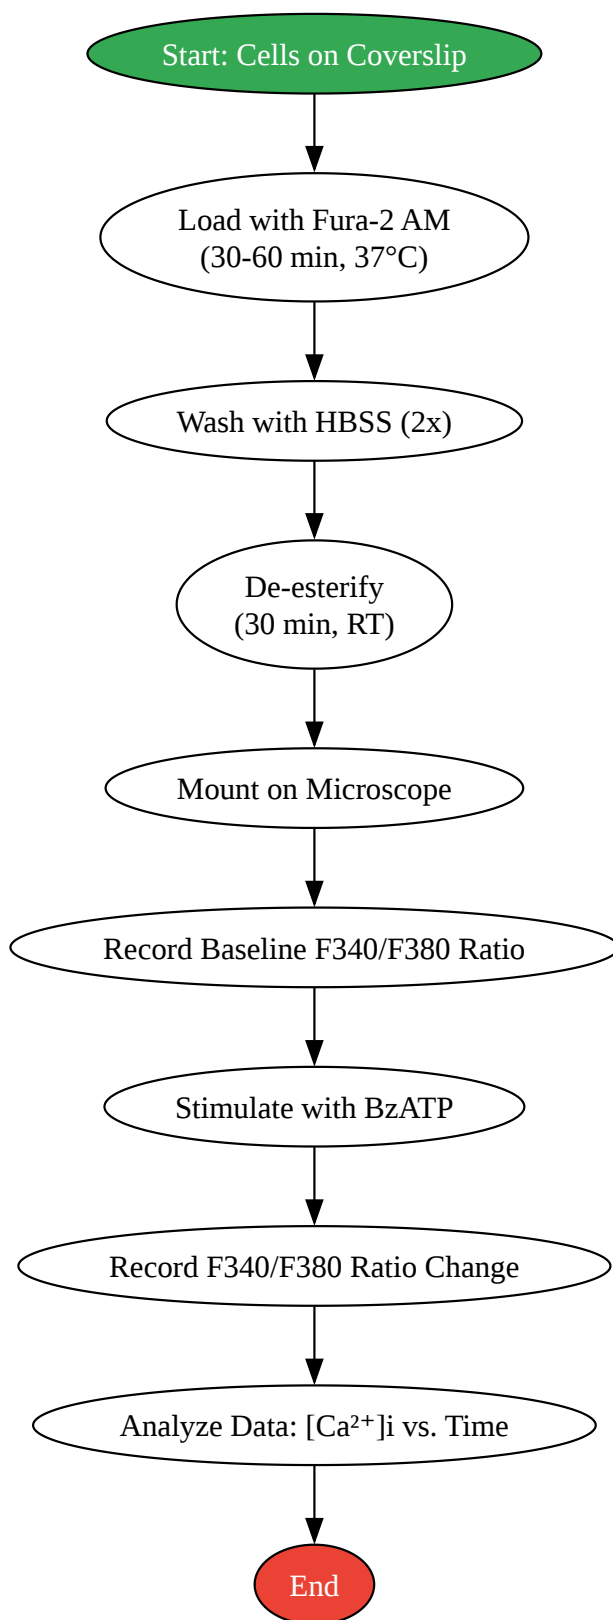 Start: Cells on Coverslip
Load with Fura-2 AM
(30-60 min, 37°C)
Wash with HBSS (2x)
De-esterify
(30 min, RT)
Mount on Microscope
Record Baseline F340/F380 Ratio
Stimulate with BzATP
Record F340/F380 Ratio Change
Analyze Data: [Ca²⁺]i vs. Time
End